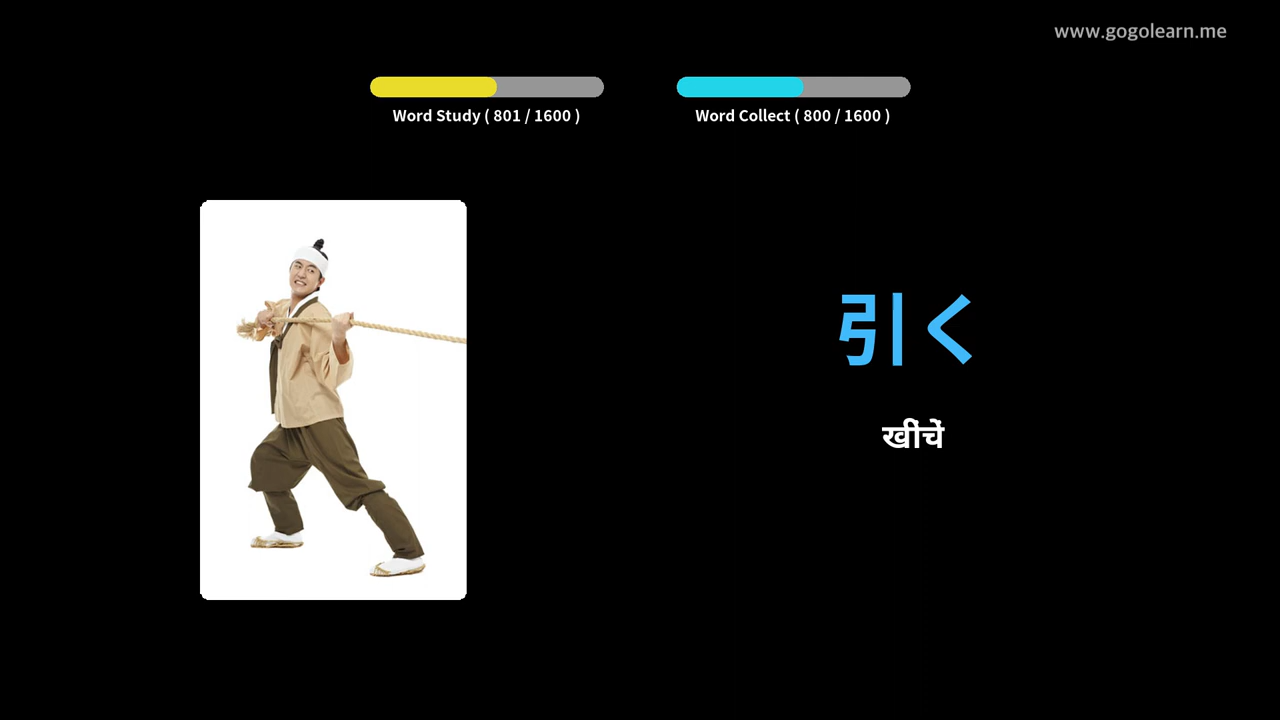 www.gogolearn.me
Word Study ( 801 / 1600 )
Word Collect ( 800 / 1600 )
引く
खींचें